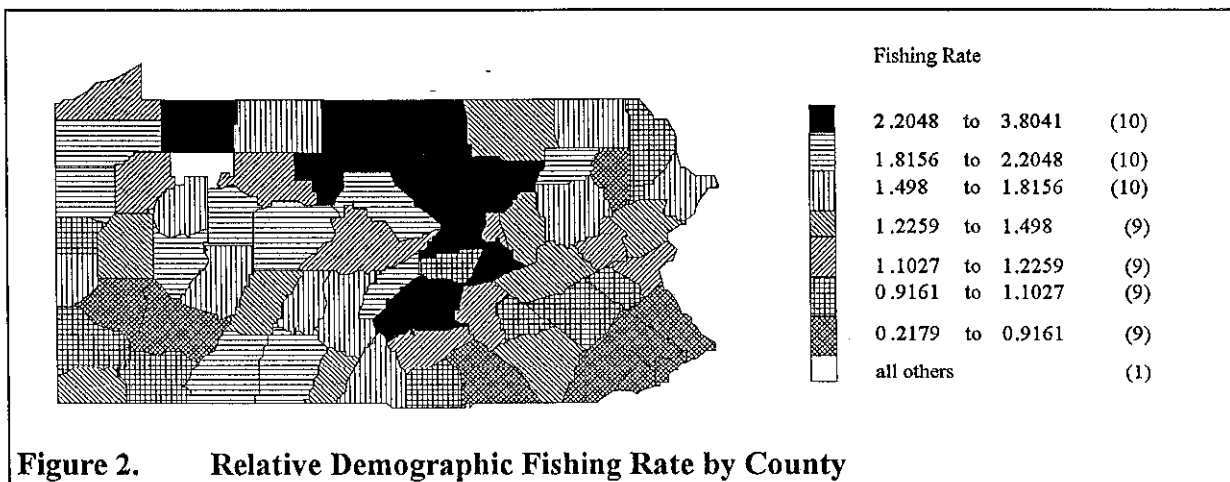 Fishing Rate
2.2048 to 3.8041 (10)
1.8156 to 2.2048 (10)
1.498 to 1.8156 (10)
1.2259 to 1.498 (9)
1.1027 to 1.2259 (9)
0.9161 to 1.1027 (9)
0.2179 to 0.9161 (9)
all others (1)
Figure 2. Relative Demographic Fishing Rate by County